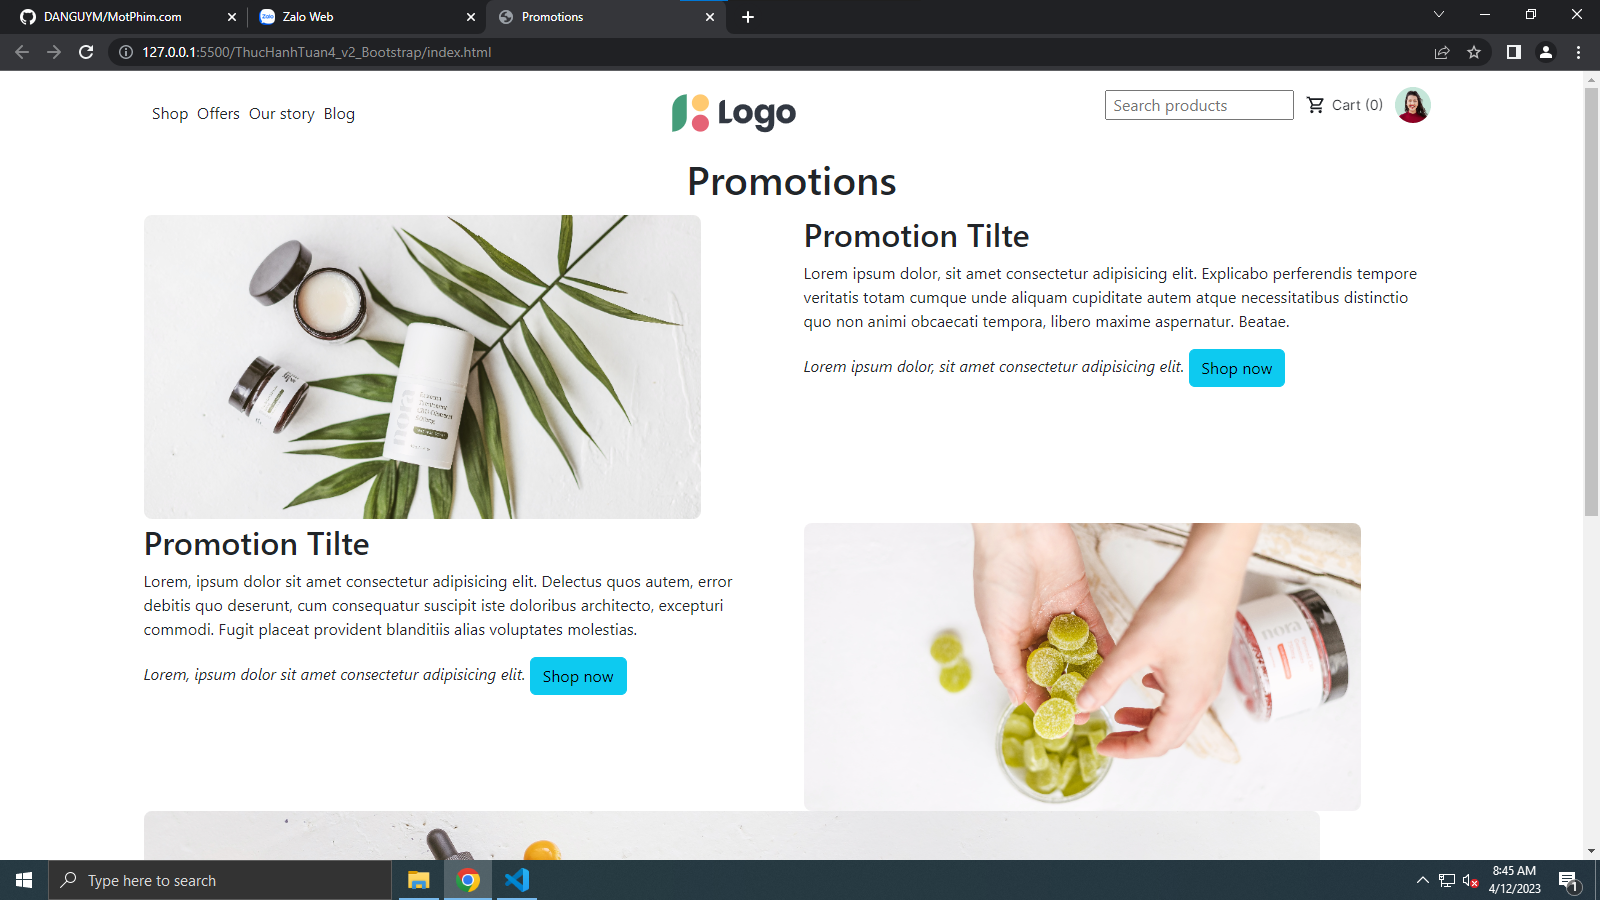 DANGUYM/MotPhim.com
Zalo Web
Promotions
127.0.0.1:5500/ThucHanhTuan4_v2_Bootstrap/index.html
Shop Offers Our story Blog
Logo
Search products
Cart (0)
Promotions
Promotion Tilte
Lorem ipsum dolor, sit amet consectetur adipisicing elit. Explicabo perferendis tempore
veritatis totam cumque unde aliquam cupiditate autem atque necessitatibus distinctio
quo non animi obcaecati tempora, libero maxime aspernatur. Beatae.
Lorem ipsum dolor, sit amet consectetur adipisicing elit. Shop now
nora
Promotion Tilte
Lorem, ipsum dolor sit amet consectetur adipisicing elit. Delectus quos autem, error
debitis quo deserunt, cum consequatur suscipit iste doloribus architecto, excepturi
commodi. Fugit placeat provident blanditiis alias voluptates molestias.
Lorem, ipsum dolor sit amet consectetur adipisicing elit. Shop now
nora
Type here to search
8:45 AM
4/12/2023
1